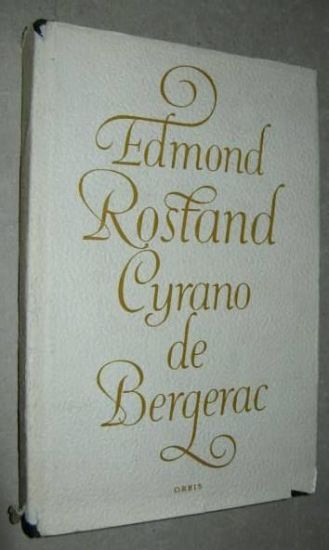 Edmond
Rostand
Cyrano
de
Bergerac
ORBIS